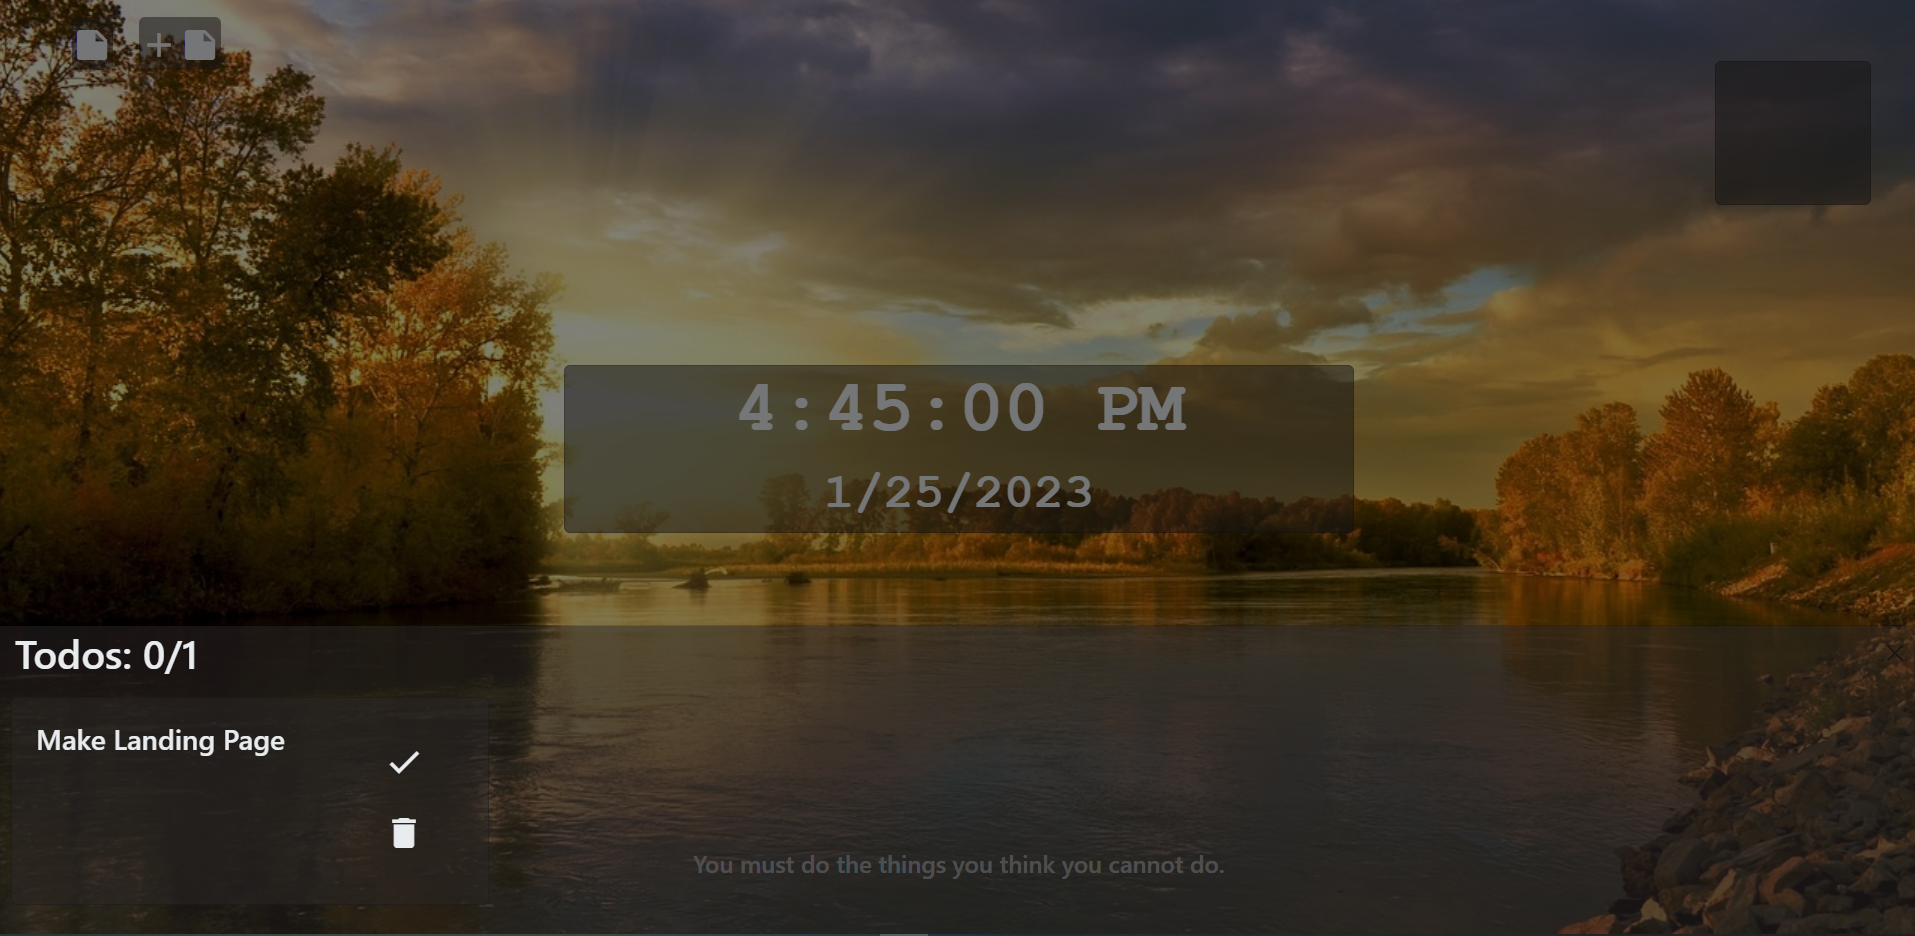 4:45:00 PM
1/25/2023
Todos: 0/1
Make Landing Page
You must do the things you think you cannot do.